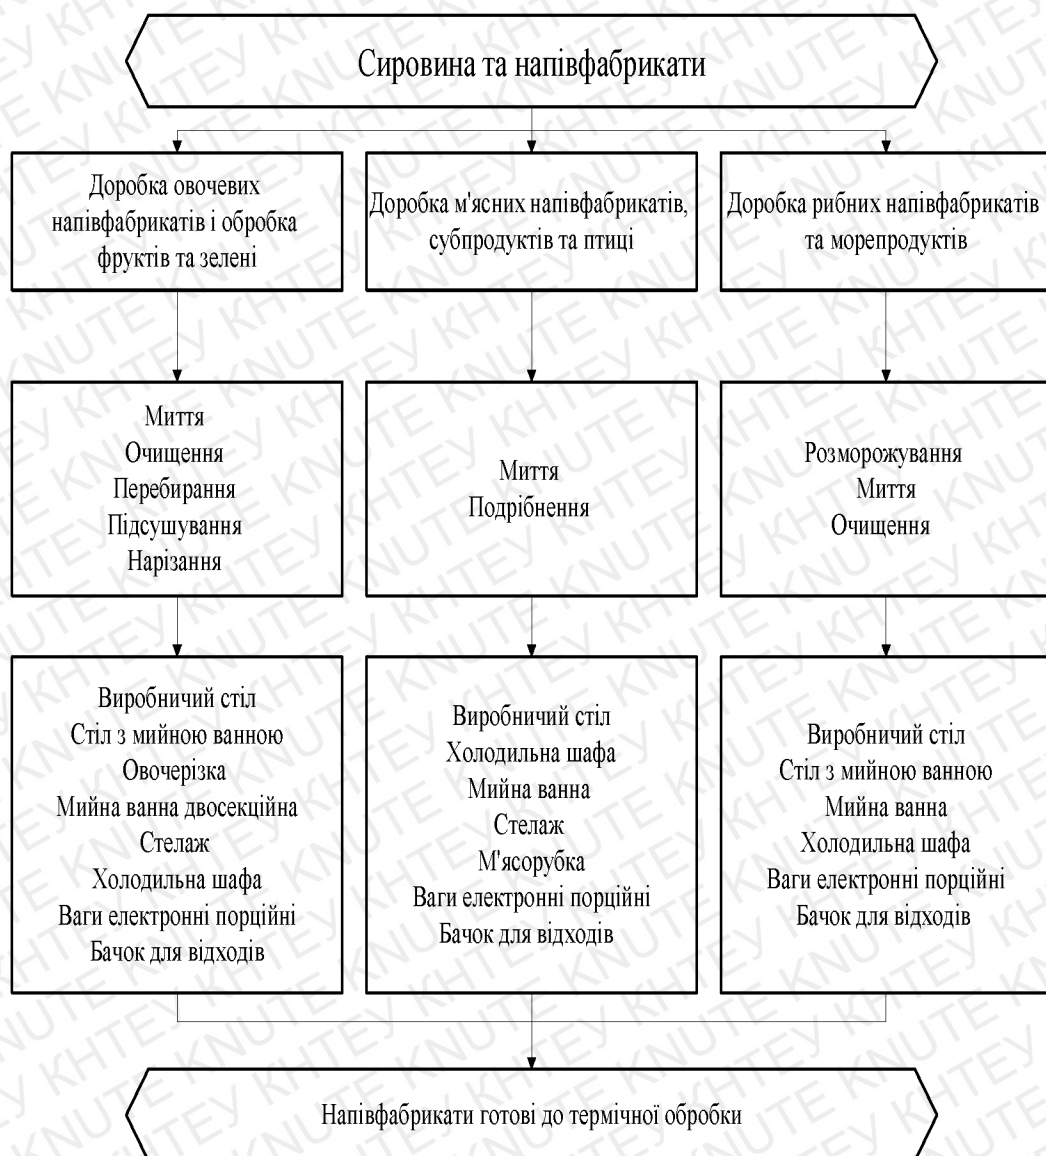 Сировина та напівфабрикати
Доробка овочевих
напівфабрикатів і обробка
фруктів та зелені
Доробка м'ясних напівфабрикатів,
субпродуктів та птиці
Доробка рибних напівфабрикатів
та морепродуктів
Миття
Очищення
Перебирання
Підсушування
Нарізання
Миття
Подрібнення
Розморожування
Миття
Очищення
Виробничий стіл
Стіл з мийною ванною
Овочерізка
Мийна ванна двосекційна
Стелаж
Холодильна шафа
Ваги електронні порційні
Бачок для відходів
Виробничий стіл
Холодильна шафа
Мийна ванна
Стелаж
М'ясорубка
Ваги електронні порційні
Бачок для відходів
Виробничий стіл
Стіл з мийною ванною
Мийна ванна
Холодильна шафа
Ваги електронні порційні
Бачок для відходів
Напівфабрикати готові до термічної обробки